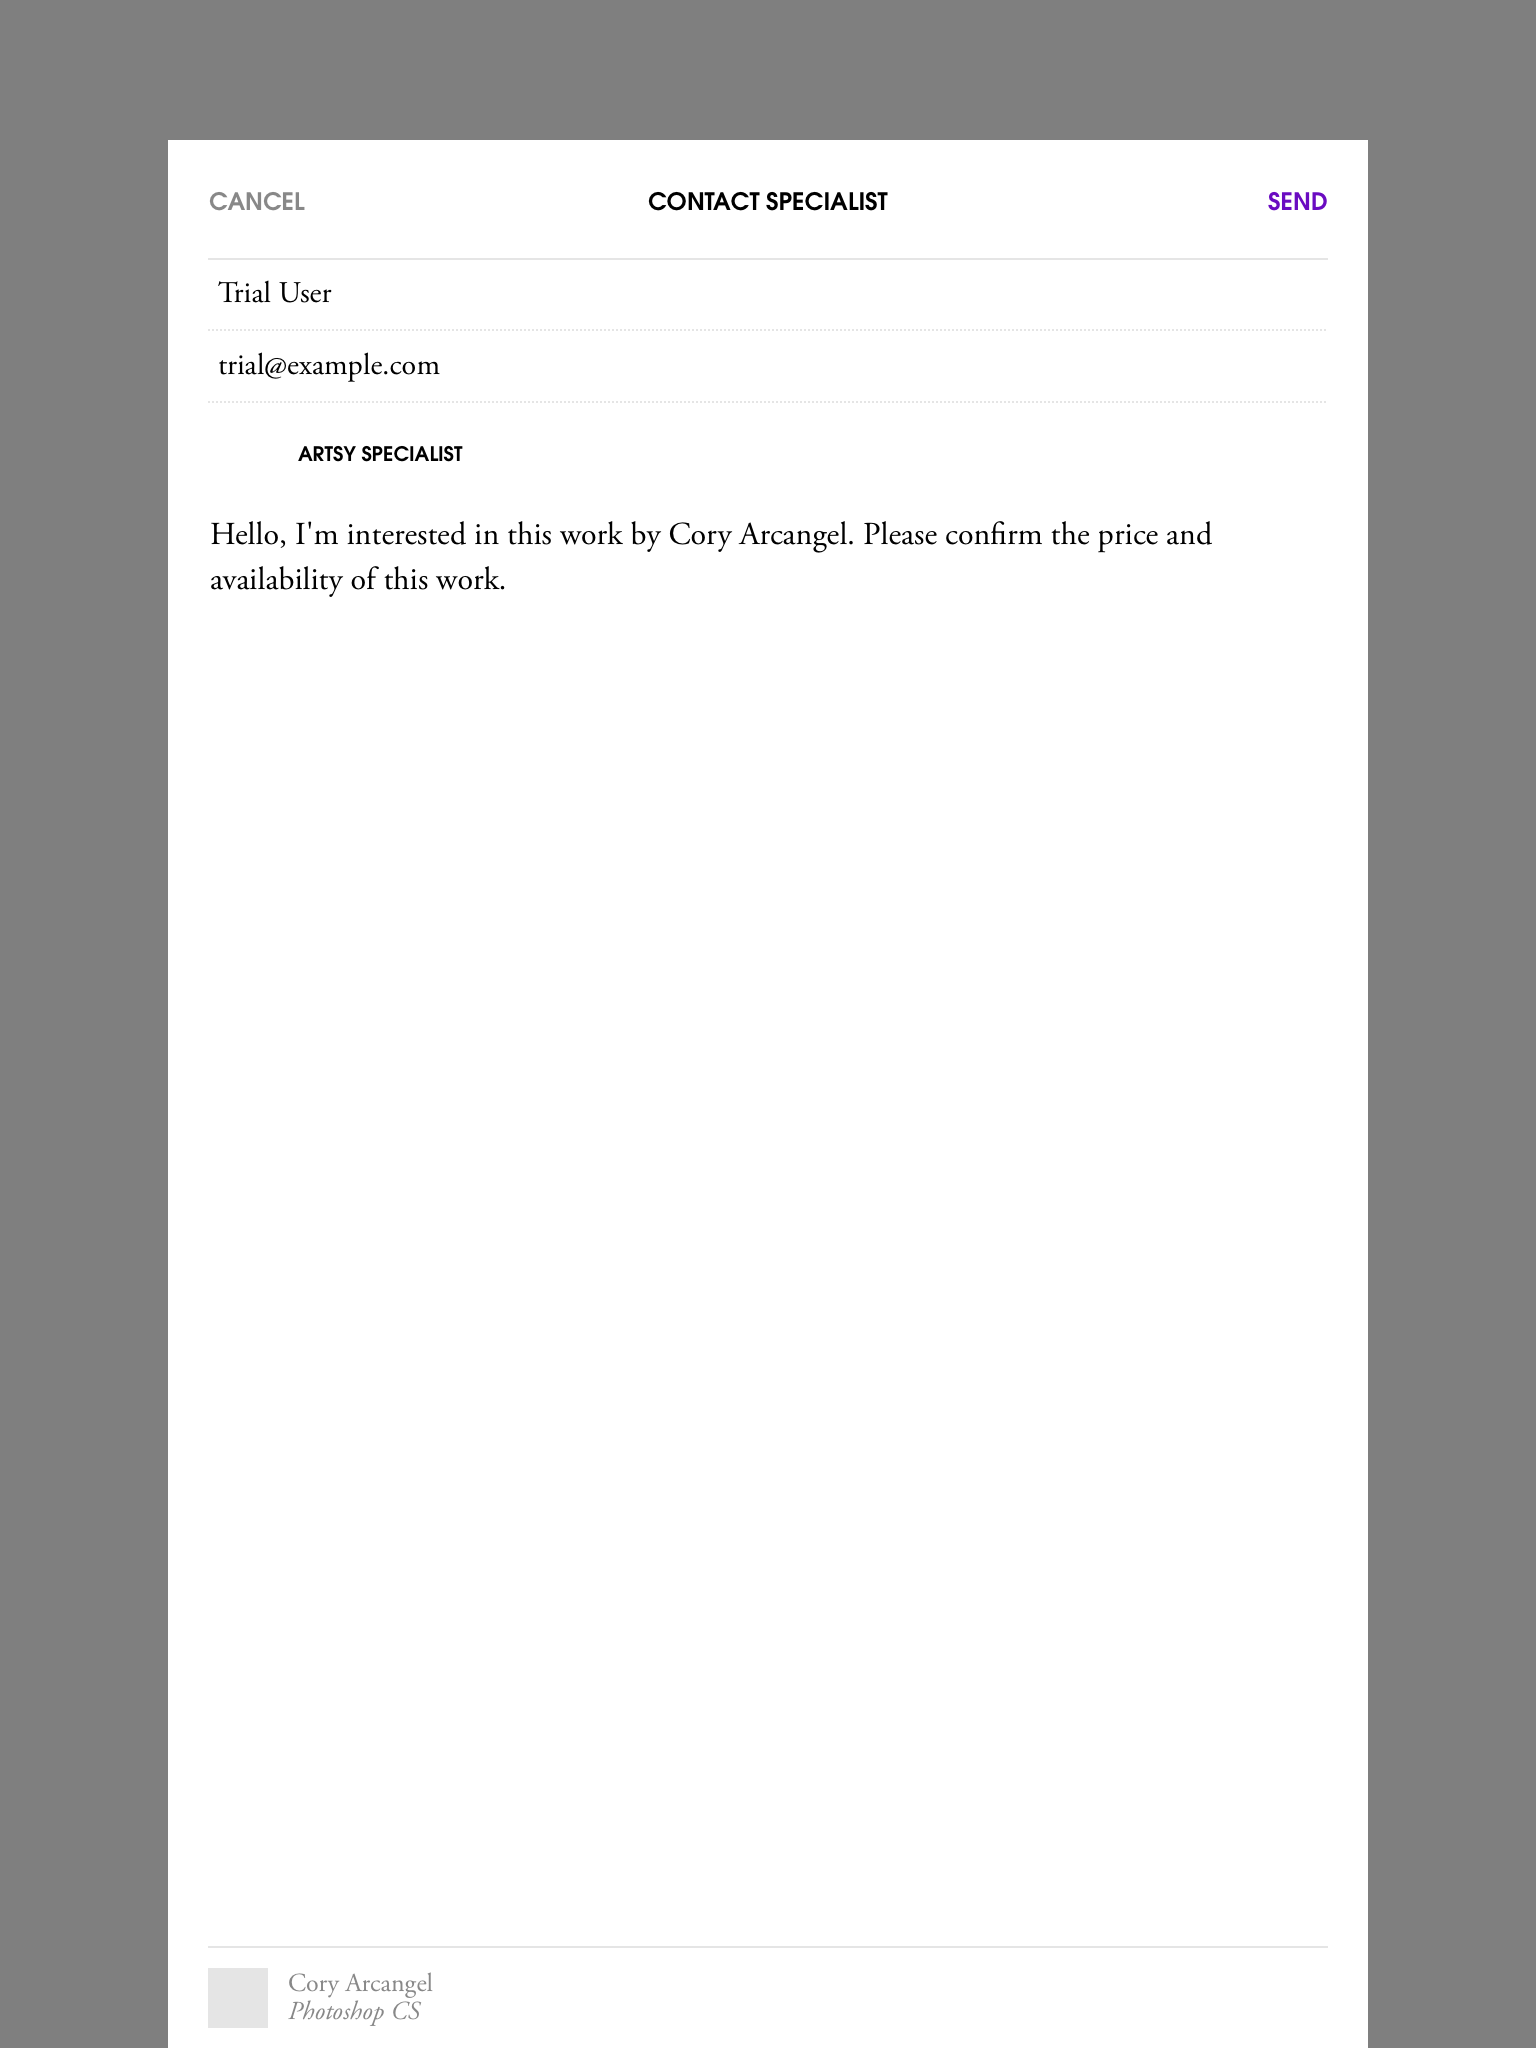 CANCEL CONTACT SPECIALIST SEND
Trial User
trial@example.com
ARTSY SPECIALIST
Hello, I'm interested in this work by Cory Arcangel. Please confirm the price and
availability of this work.
Cory Arcangel
Photoshop CS